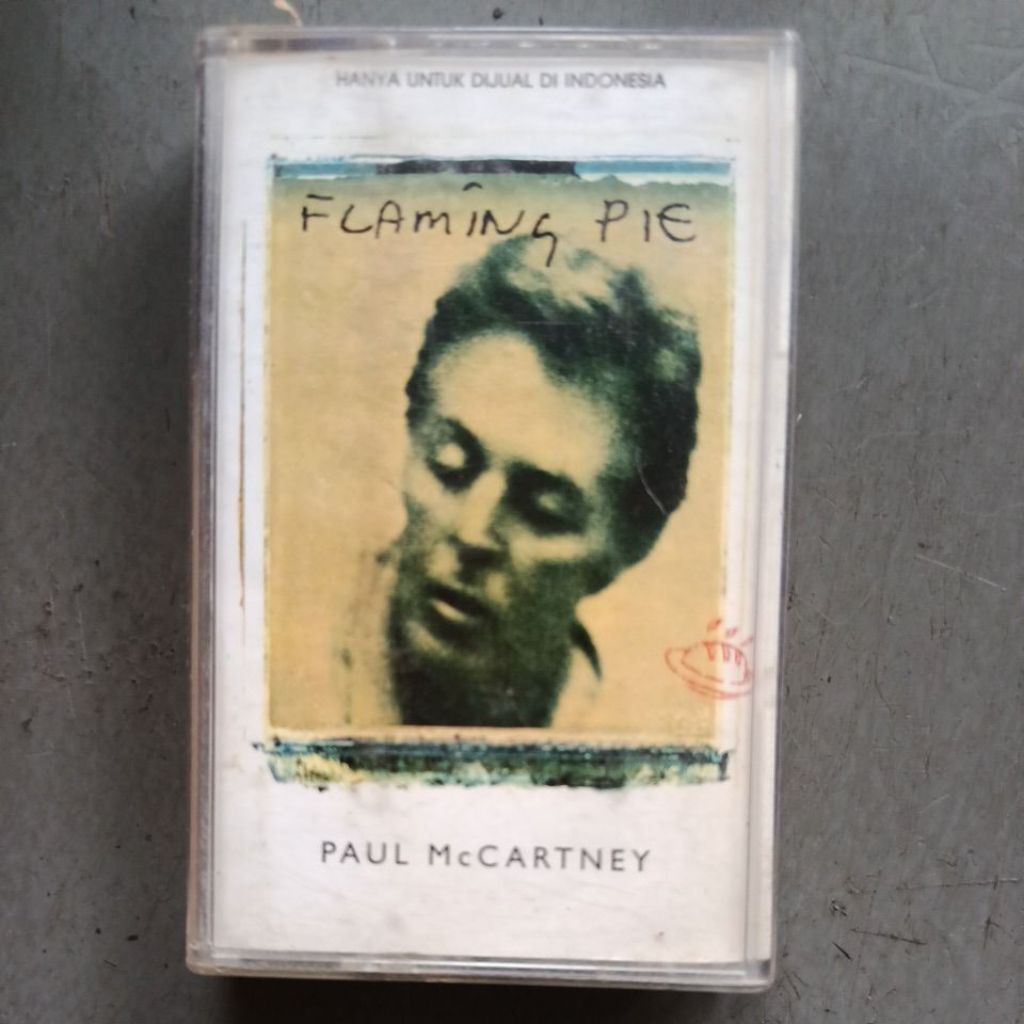 HANYA UNTUK DIJUAL DI INDONESIA
FLAMING PIE
PAUL McCARTNEY